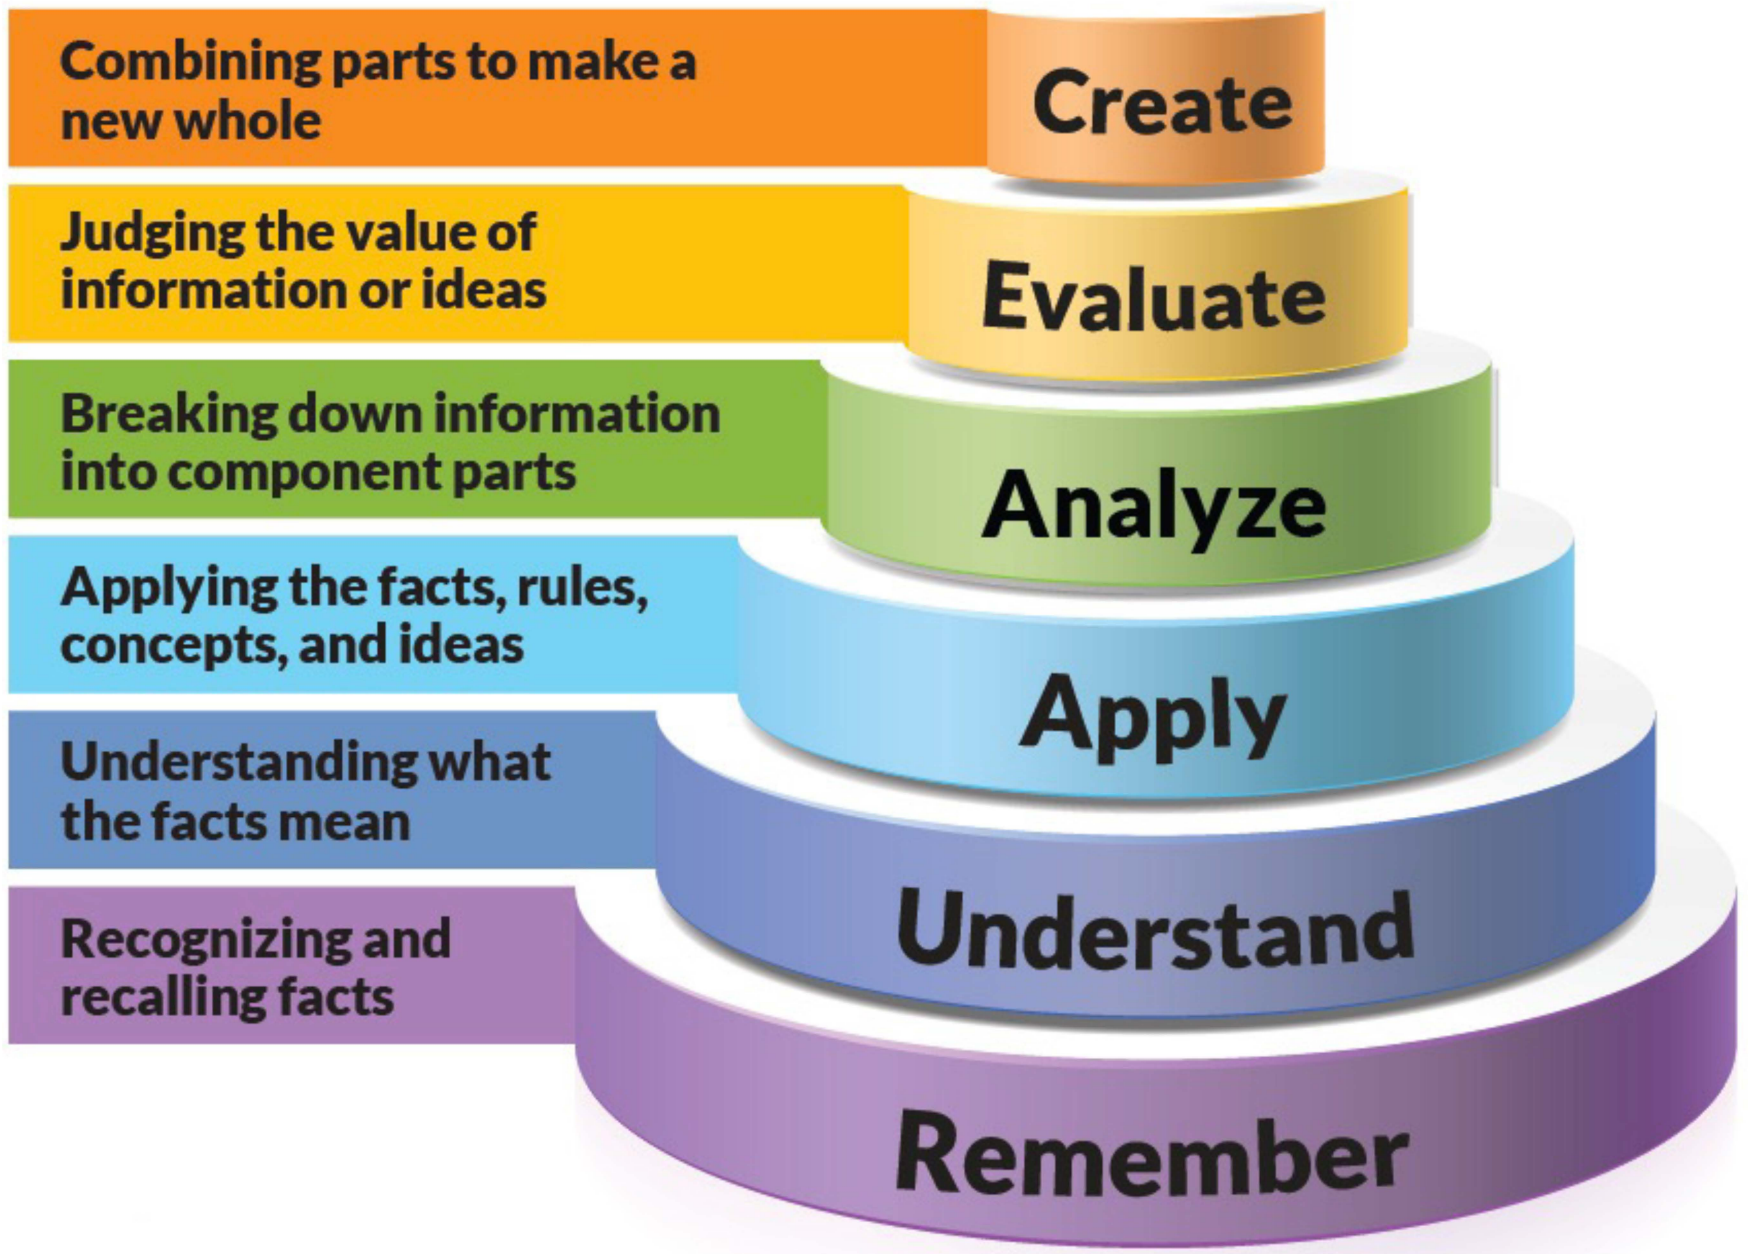 Combining parts to make a
new whole
Create
Judging the value of
information or ideas
Evaluate
Breaking down information
into component parts
Analyze
Applying the facts, rules,
concepts, and ideas
Apply
Understanding what
the facts mean
Understand
Recognizing and
recalling facts
Remember